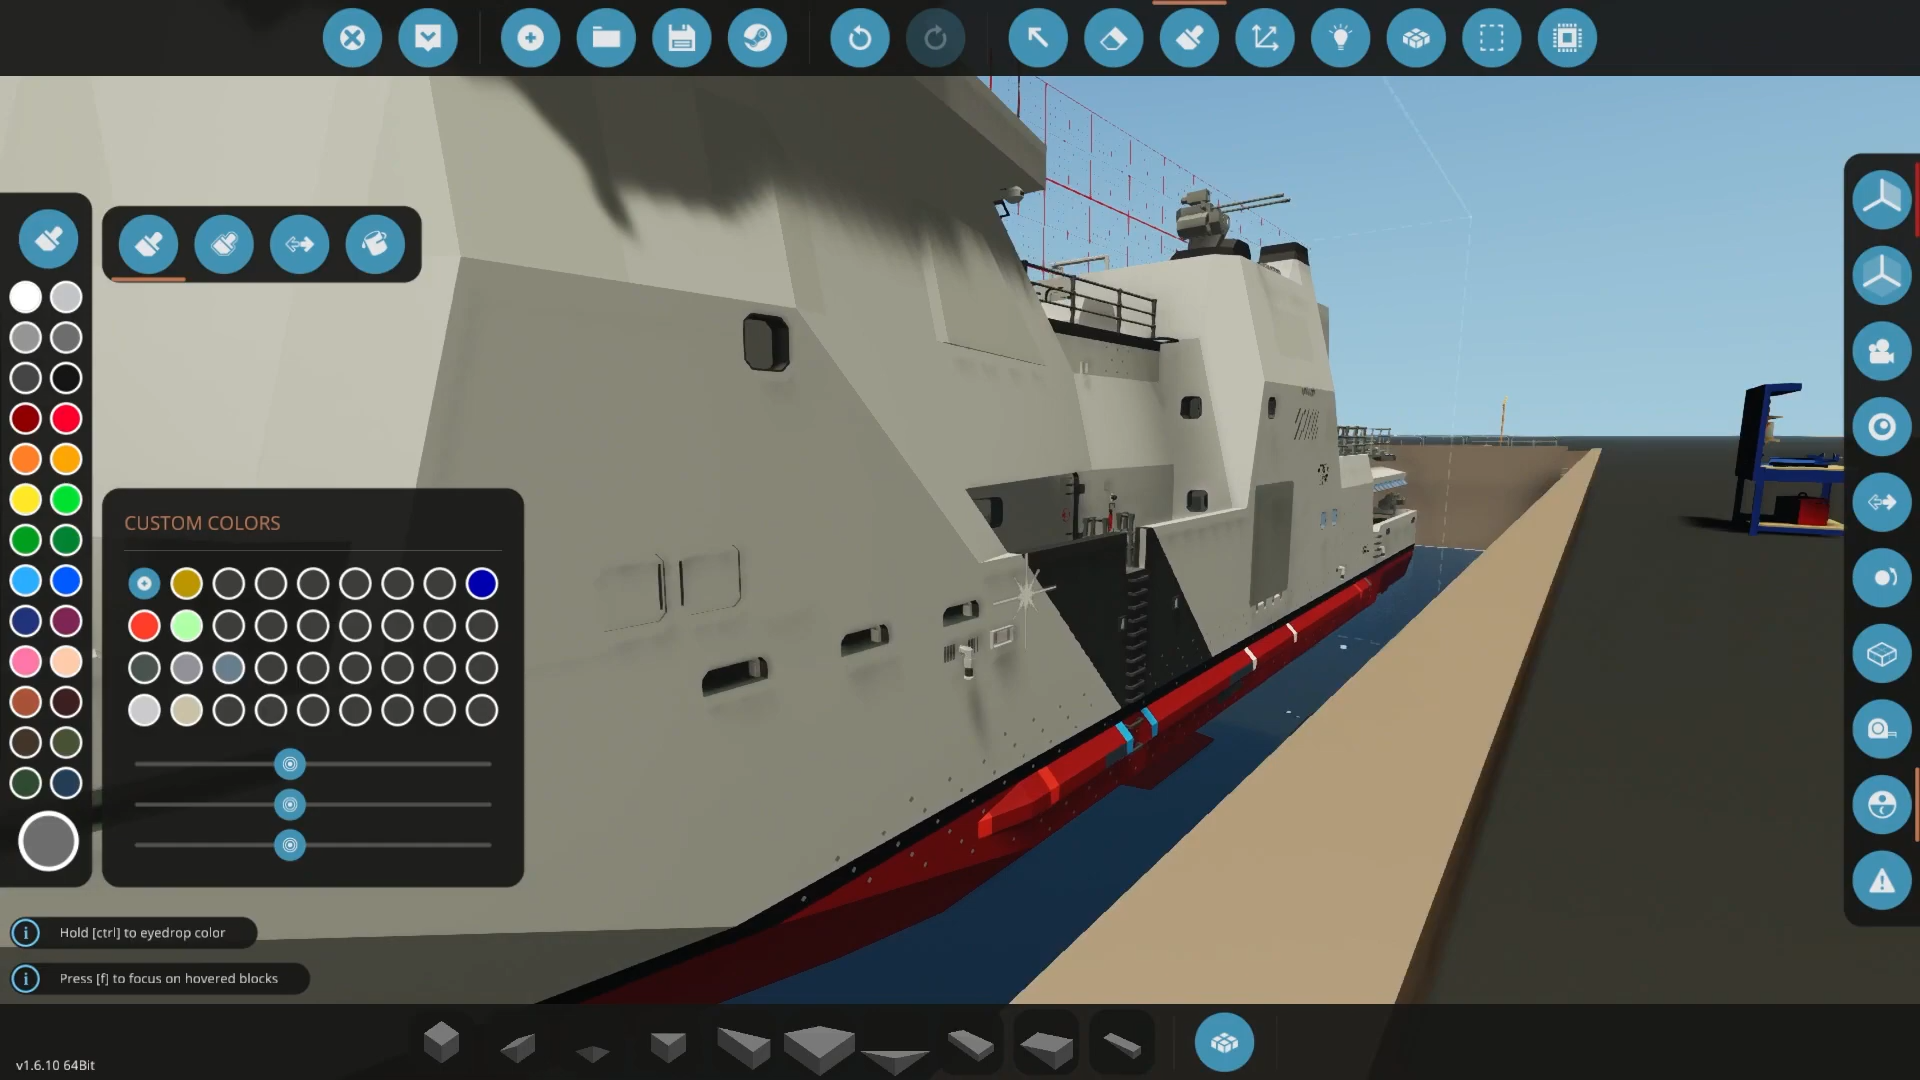 CUSTOM COLORS
Hold [ctrl] to eyedrop color
Press [f] to focus on hovered blocks
v1.6.10 64Bit